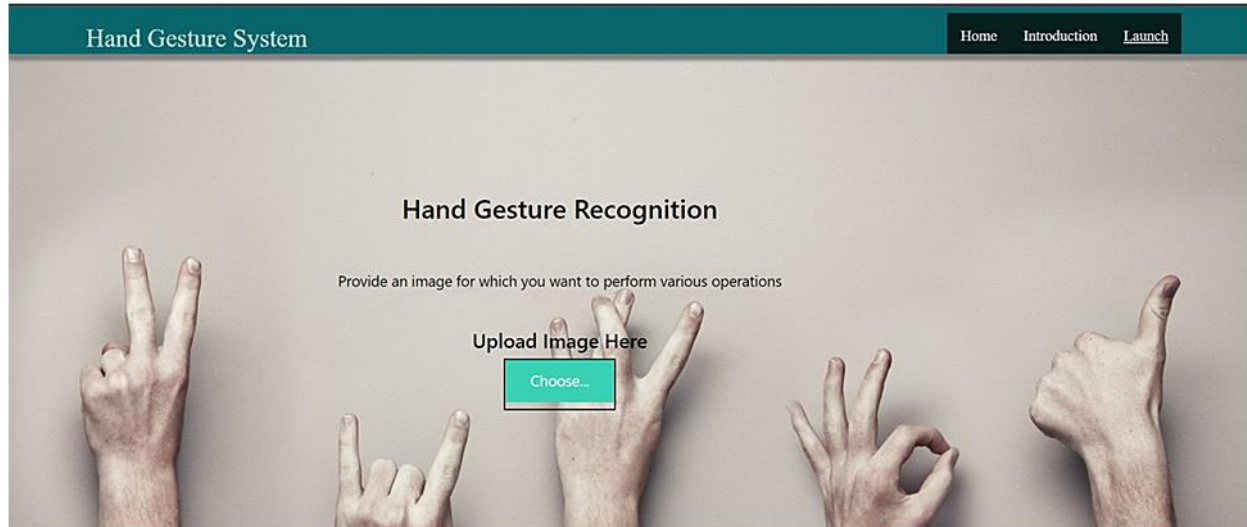 Hand Gesture System
Home Introduction Launch
Hand Gesture Recognition
Provide an image for which you want to perform various operations
Upload Image Here
Choose...